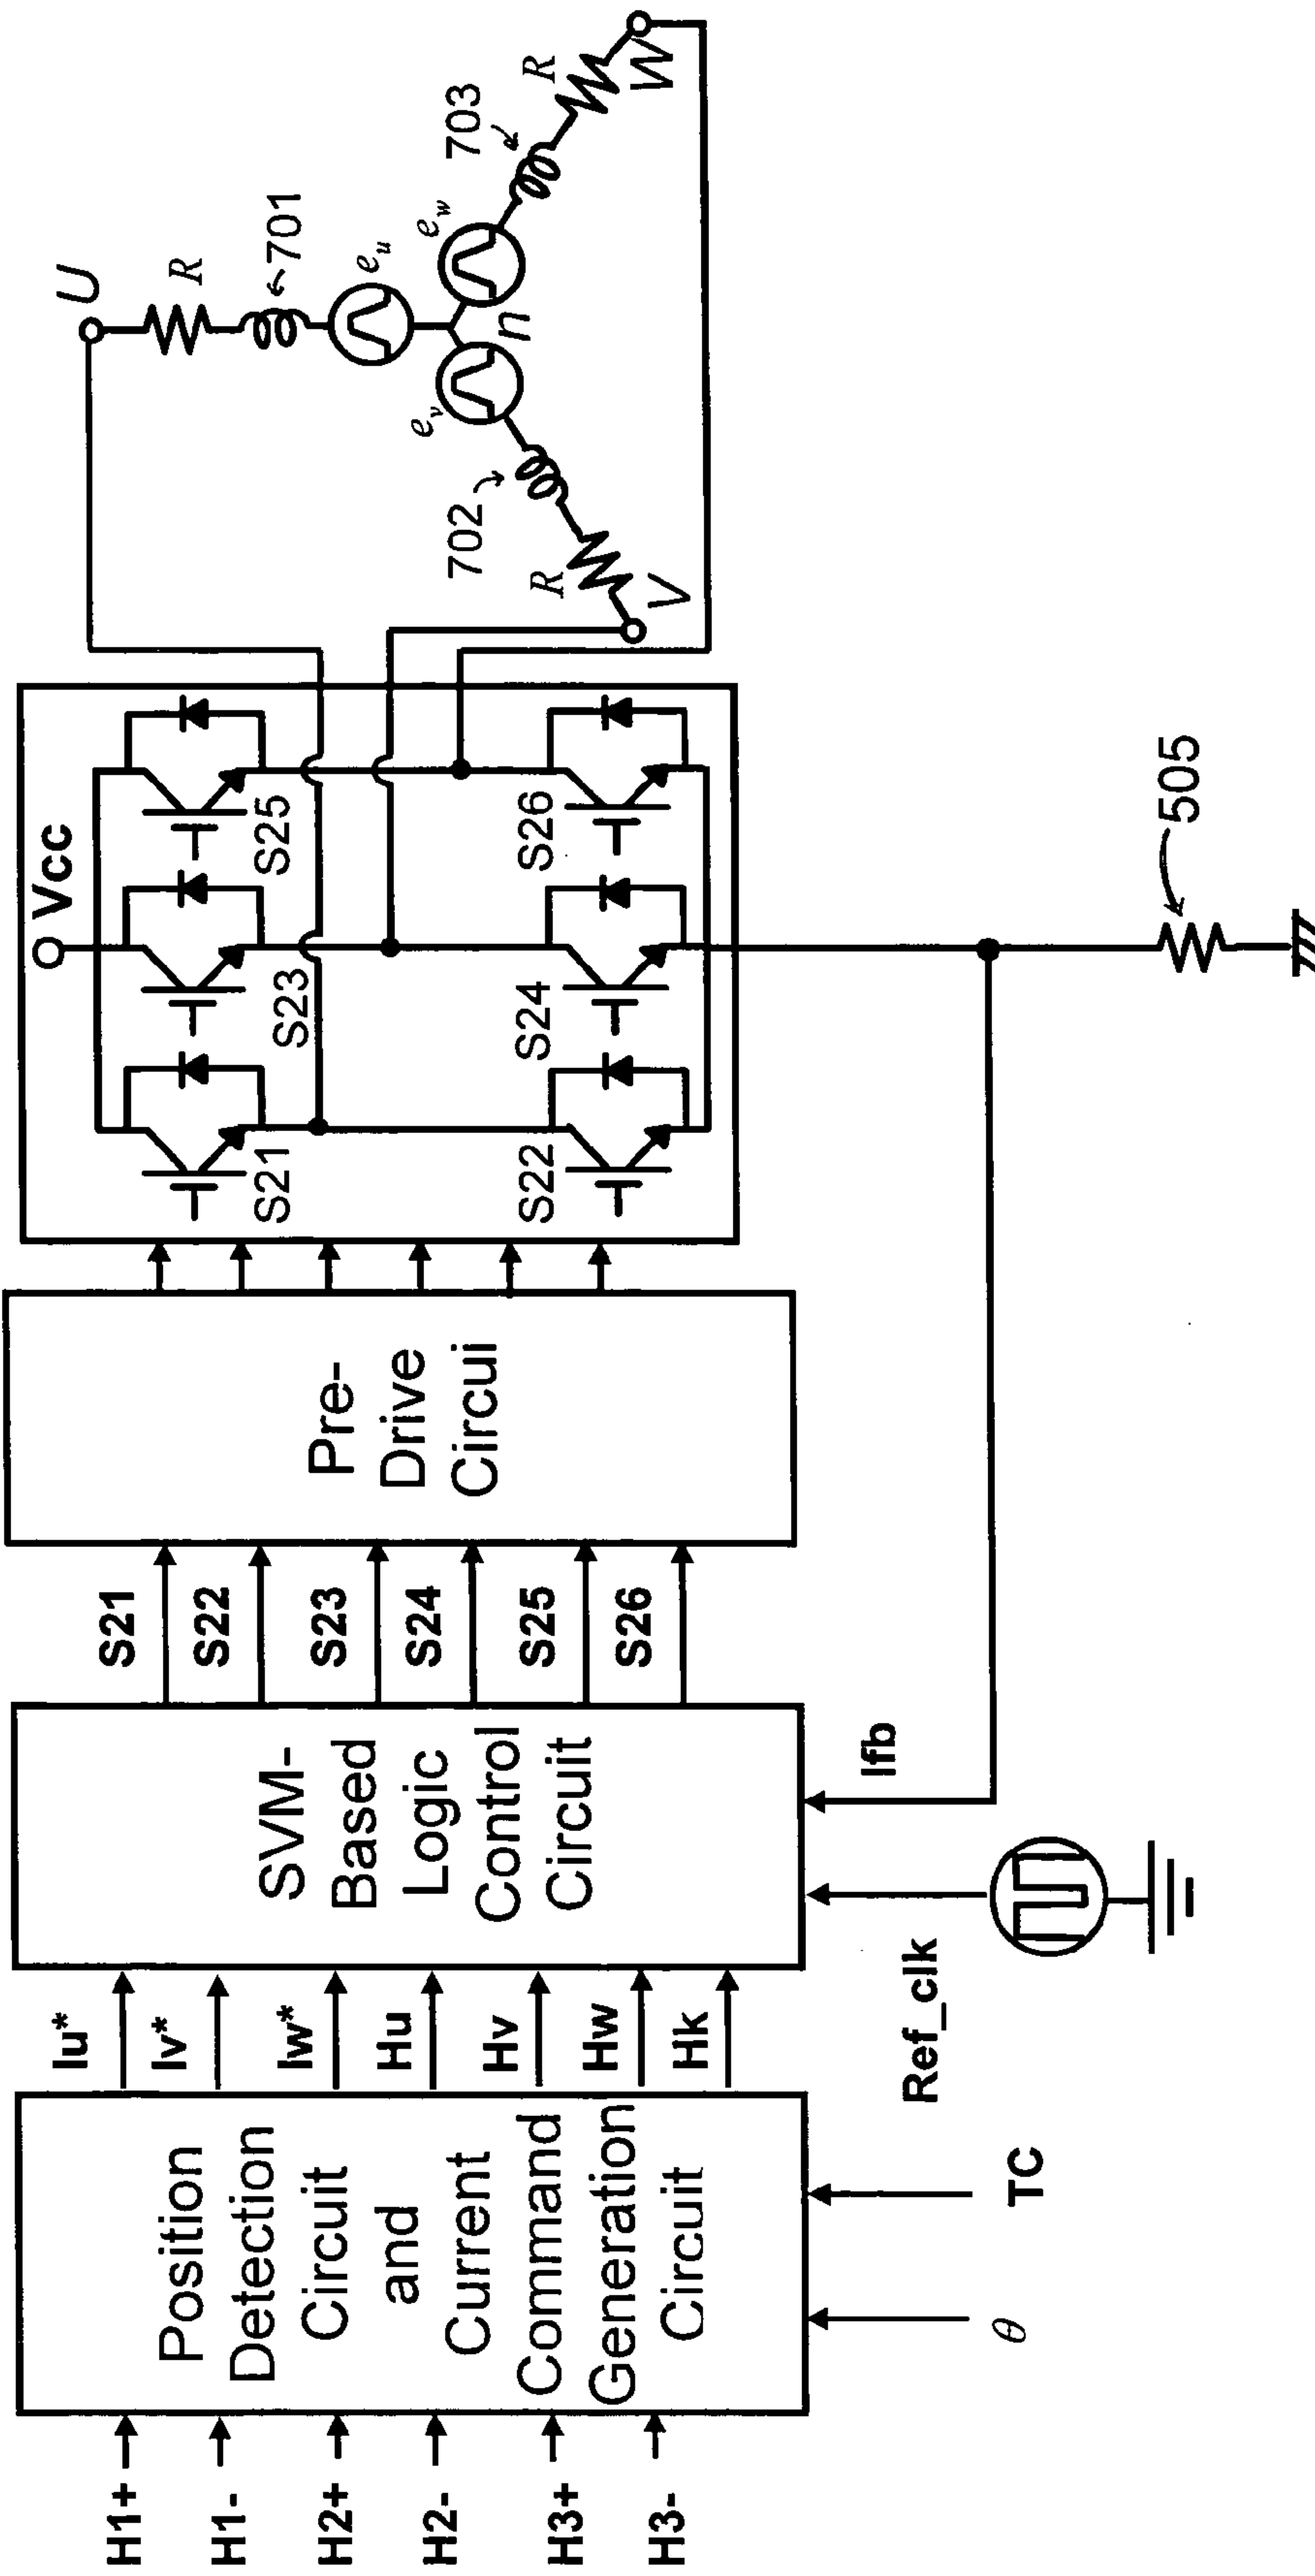 H1+
H1-
H2+
H2-
H3+
H3-
Position
Detection
Circuit
and
Current
Command
Generation
Circuit
θ
TC
Iu*
Iv*
Iw*
Hu
Hv
Hw
Hk
SVM-
Based
Logic
Control
Circuit
Ref_clk
Ifb
S21
S22
S23
S24
S25
S26
Pre-
Drive
Circui
Vcc
S21
S23
S25
S22
S24
S26
505
U
R
701
eu
ev
ew
n
702
703
R
R
V
W